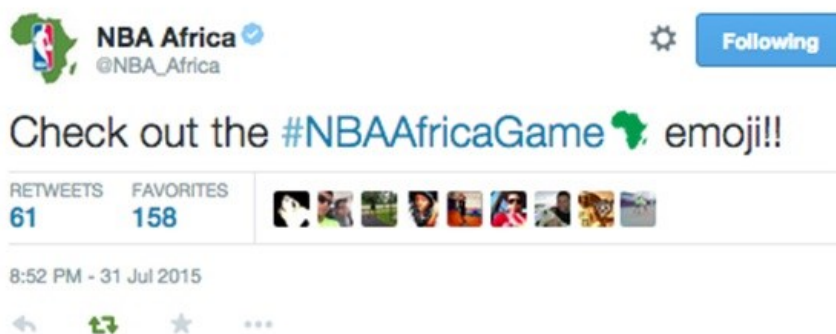 NBA Africa
@NBA_Africa
Following
Check out the #NBAAfricaGame emoji!!
RETWEETS FAVORITES
61 158
8:52 PM - 31 Jul 2015